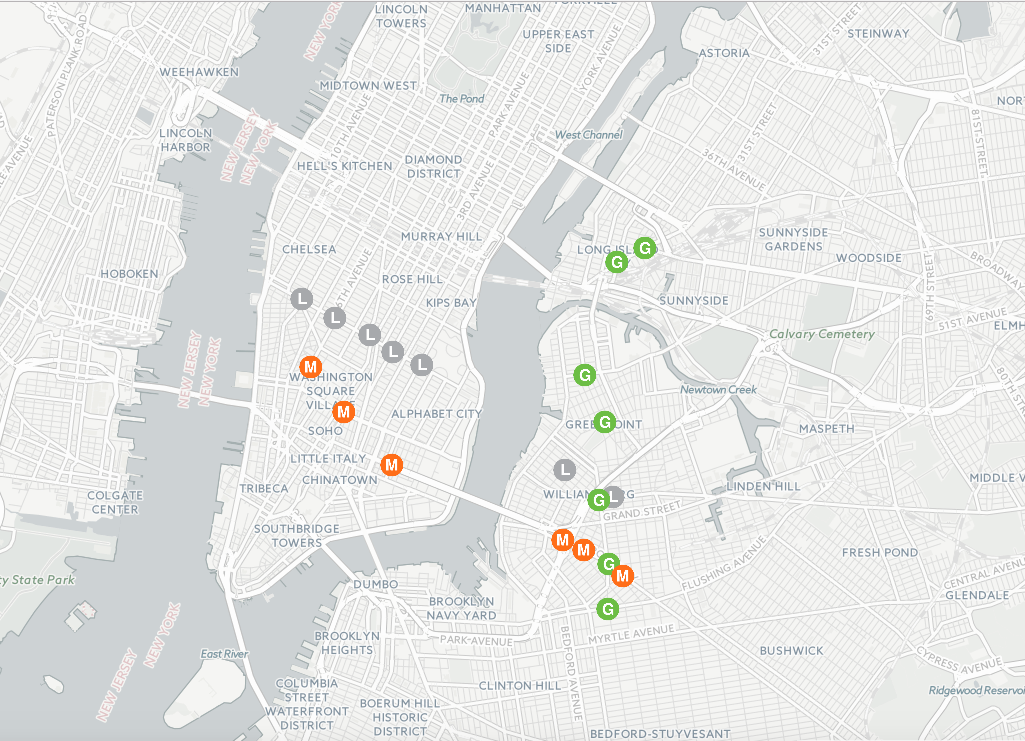 LINCOLN
TOWERS
MANHATTAN
UPPER EAST
SIDE
YORK AVENUE
ASTORIA
31ST STREET
STEINWAY
PATERSON PLANK ROAD
WEEHAWKEN
NEW YORK
MIDTOWN WEST
The Pond
PARK AVENUE
LINCOLN
HARBOR
NEW JERSEY
NEW YORK
10TH AVENUE
HELL'S KITCHEN
DIAMOND
DISTRICT
3RD AVENUE
West Channel
36TH AVENUE
31ST STREET
81ST STREET
CHELSEA
MURRAY HILL
LONG ISL
G
G
SUNNYSIDE
GARDENS
WOODSIDE
BROADWAY
HOBOKEN
6TH AVENUE
ROSE HILL
KIPS BAY
SUNNYSIDE
69TH STREET
51ST AVENUE
ELMH
L
L
L
L
L
Calvary Cemetery
NEW JERSEY
NEW YORK
M
WASHINGTON
SQUARE
VILLA
M
SOHO
ALPHABET CITY
G
G
GREE POINT
Newtown Creek
80TH STREET
MASPETH
LITTLE ITALY
M
CHINATOWN
TRIBECA
L
WILLIAM G
G
L
GRAND STREET
LINDEN HILL
MIDDLE V
COLGATE
CENTER
SOUTHBRIDGE
TOWERS
M
M
G
M
G
FLUSHING AVENUE
FRESH POND
CENTRAL AVENUE
GLENDALE
ty State Park
DUMBO
BROOKLYN
NAVY YARD
PARK AVENUE
BEDFORD AVENUE
MYRTLE AVENUE
BUSHWICK
CYPRESS AVENUE
NEW JERSEY
NEW YORK
BROOKLYN
HEIGHTS
East River
COLUMBIA
STREET
WATERFRONT
DISTRICT
BOERUM HILL
HISTORIC
DISTRICT
CLINTON HILL
Ridgewood Reservoi
BEDFORD-STUYVESANT